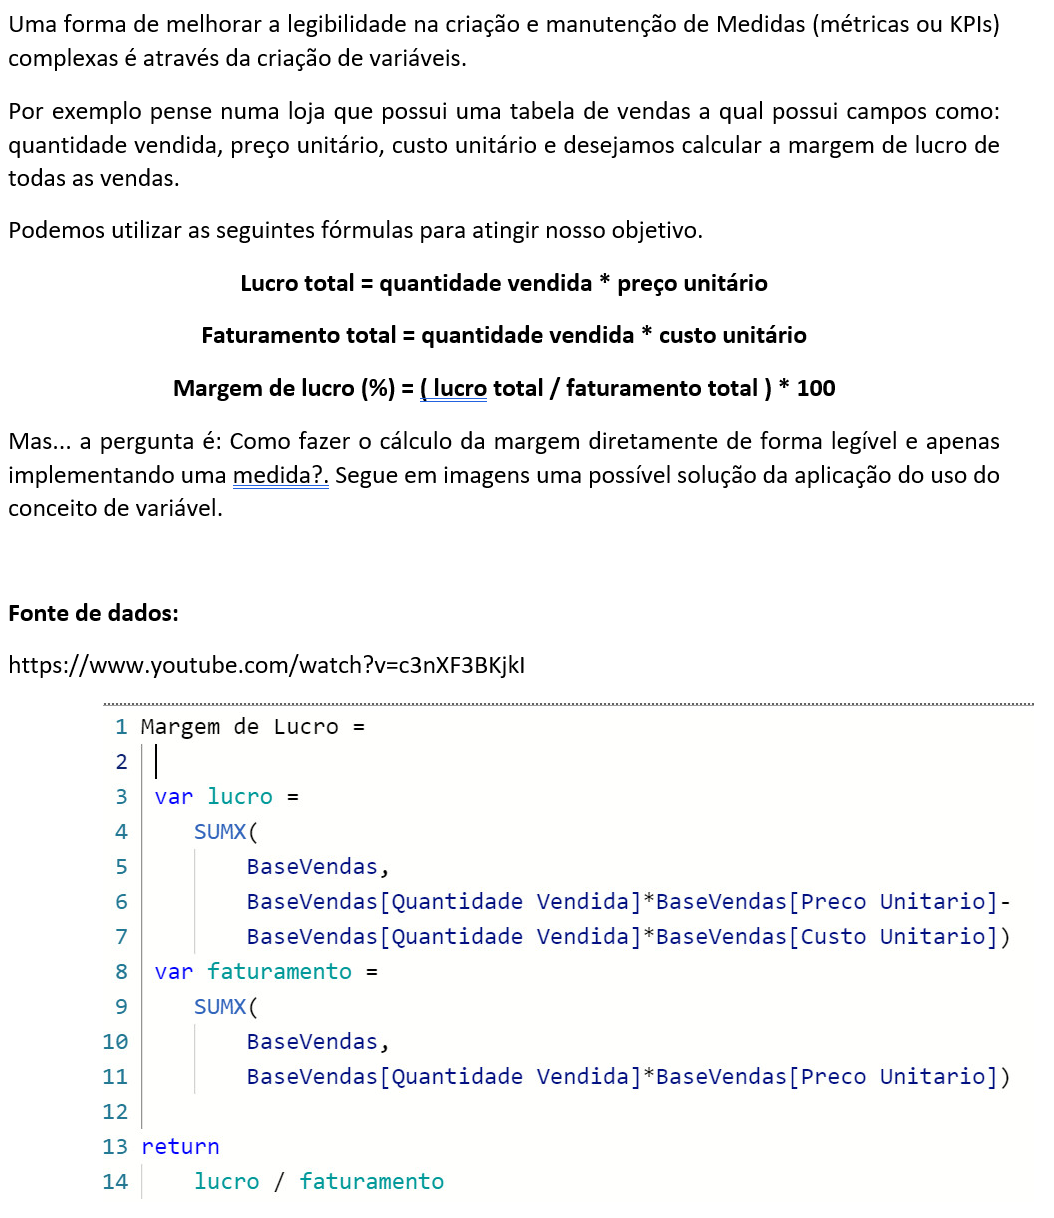 Uma forma de melhorar a legibilidade na criação e manutenção de Medidas (métricas ou KPIs)
complexas é através da criação de variáveis.
Por exemplo pense numa loja que possui uma tabela de vendas a qual possui campos como:
quantidade vendida, preço unitário, custo unitário e desejamos calcular a margem de lucro de
todas as vendas.
Podemos utilizar as seguintes fórmulas para atingir nosso objetivo.
Lucro total = quantidade vendida * preço unitário
Faturamento total = quantidade vendida * custo unitário
Margem de lucro (%) = ( lucro total / faturamento total ) * 100
Mas... a pergunta é: Como fazer o cálculo da margem diretamente de forma legível e apenas
implementando uma medida?. Segue em imagens uma possível solução da aplicação do uso do
conceito de variável.
Fonte de dados:
https://www.youtube.com/watch?v=c3nXF3BKjkI
1 Margem de Lucro =
2
3 var lucro =
4 SUMX(
5 BaseVendas,
6 BaseVendas[Quantidade Vendida]*BaseVendas[Preco Unitario]-
7 BaseVendas[Quantidade Vendida]*BaseVendas[Custo Unitario])
8 var faturamento =
9 SUMX(
10 BaseVendas,
11 BaseVendas[Quantidade Vendida]*BaseVendas[Preco Unitario])
12
13 return
14 lucro / faturamento